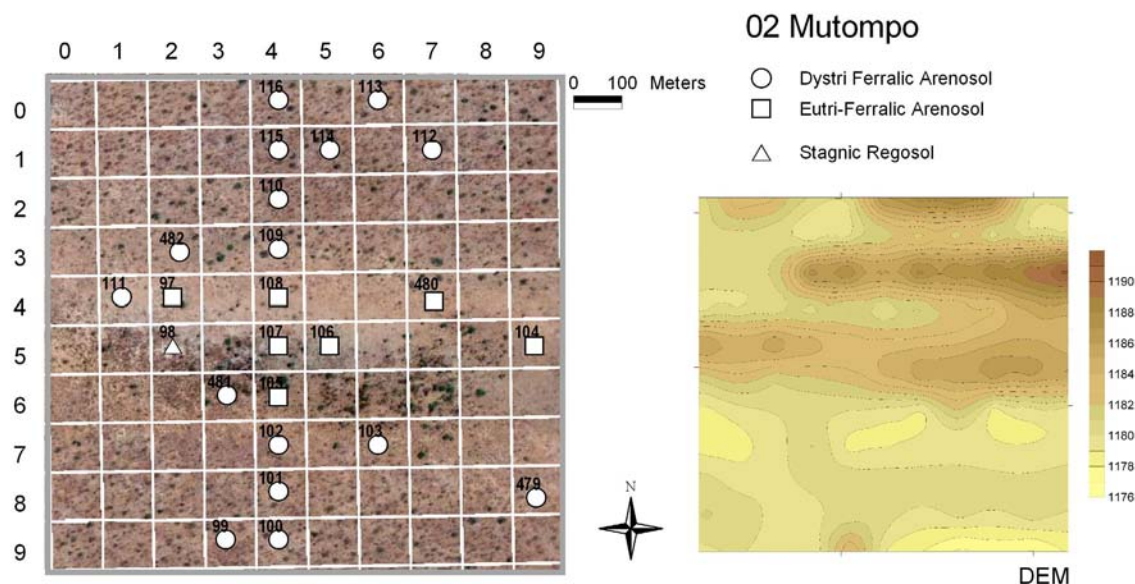 02 Mutompo
0 1 2 3 4 5 6 7 8 9
0 100 Meters
Dystri Ferralic Arenosol
Eutri-Ferralic Arenosol
Stagnic Regosol
0
116 113
1
115 114 112
2
110
3
482 109
4
111 97 108 480
5
98 107 106 104
6
481 105
7
102 103
8
101 479
9
99 100
N
1190
1188
1186
1184
1182
1180
1178
1176
DEM